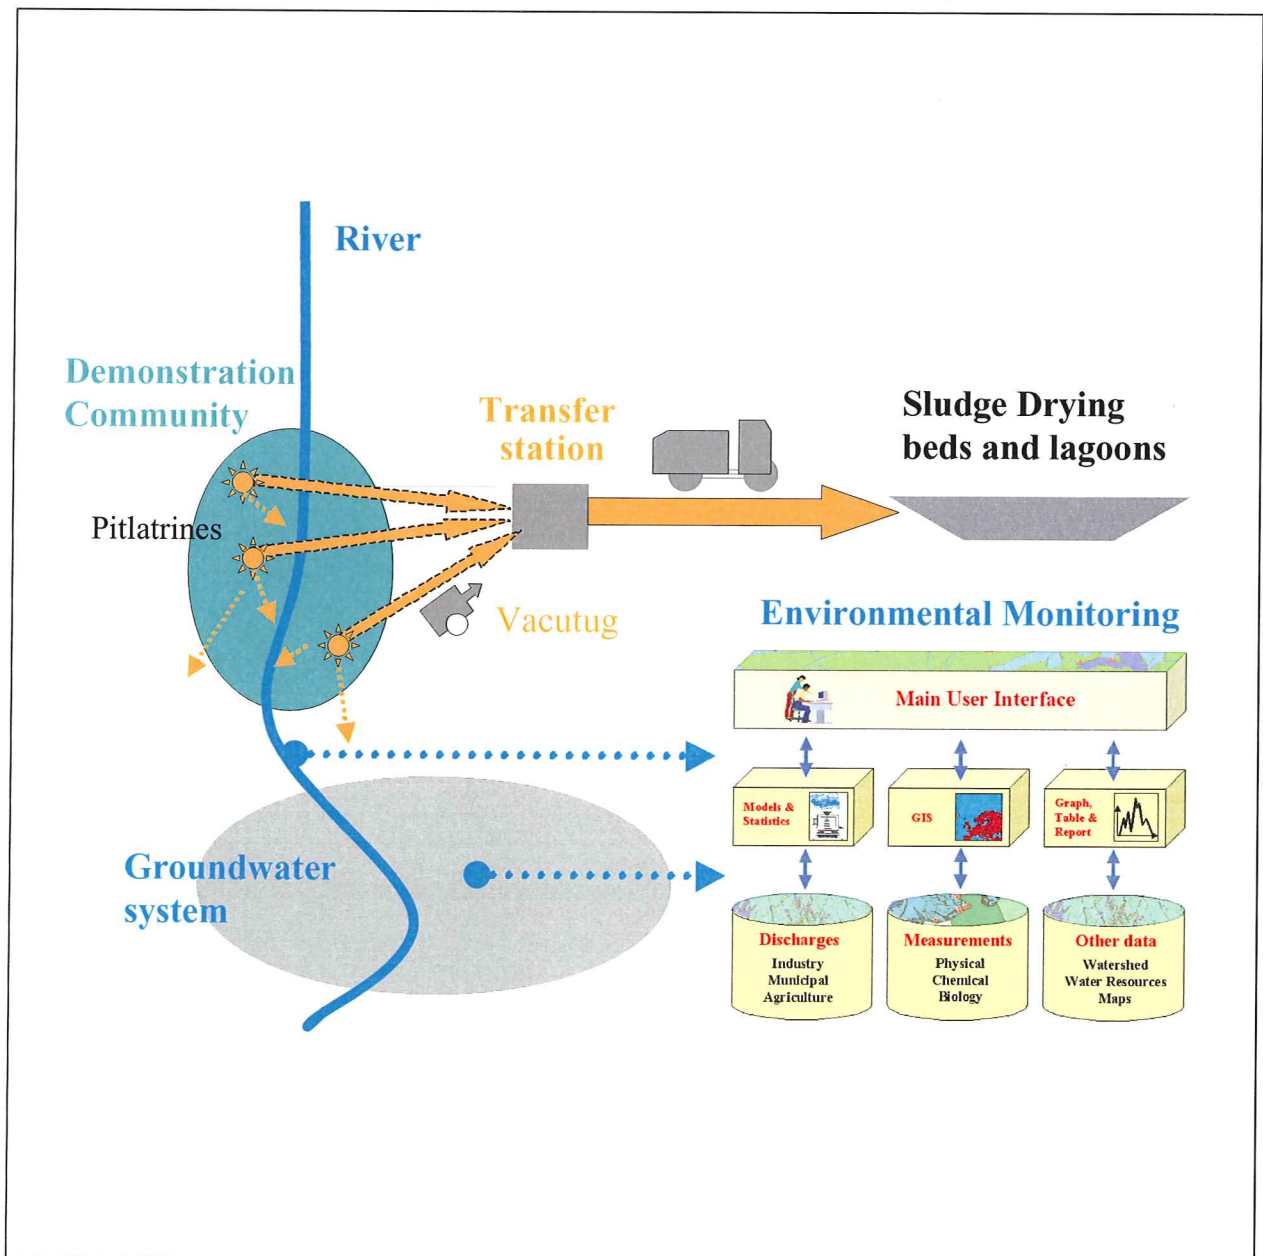 River
Demonstration
Community
Transfer
station
Sludge Drying
beds and lagoons
Pitlatrines
Vacutug
Environmental Monitoring
Main User Interface
Models &
Statistics
GIS
Graph,
Table &
Report
Groundwater
system
Discharges
Industry
Municipal
Agriculture
Measurements
Physical
Chemical
Biology
Other data
Watershed
Water Resources
Maps